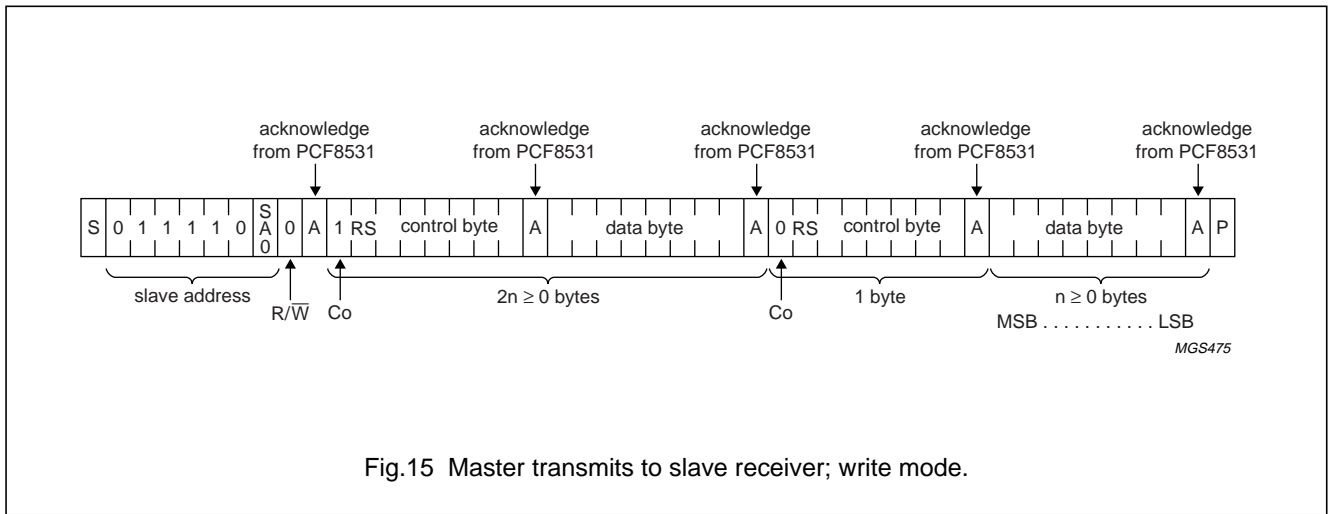 acknowledge acknowledge acknowledge acknowledge acknowledge
from PCF8531 from PCF8531 from PCF8531 from PCF8531 from PCF8531
S 0 1 1 1 1 0 SA0 0 A 1 RS control byte A data byte A 0 RS control byte A data byte A P
slave address 2n ≥ 0 bytes 1 byte n ≥ 0 bytes
R/W̅ Co Co
MSB . . . . . . . . . . . LSB
MGS475
Fig.15 Master transmits to slave receiver; write mode.